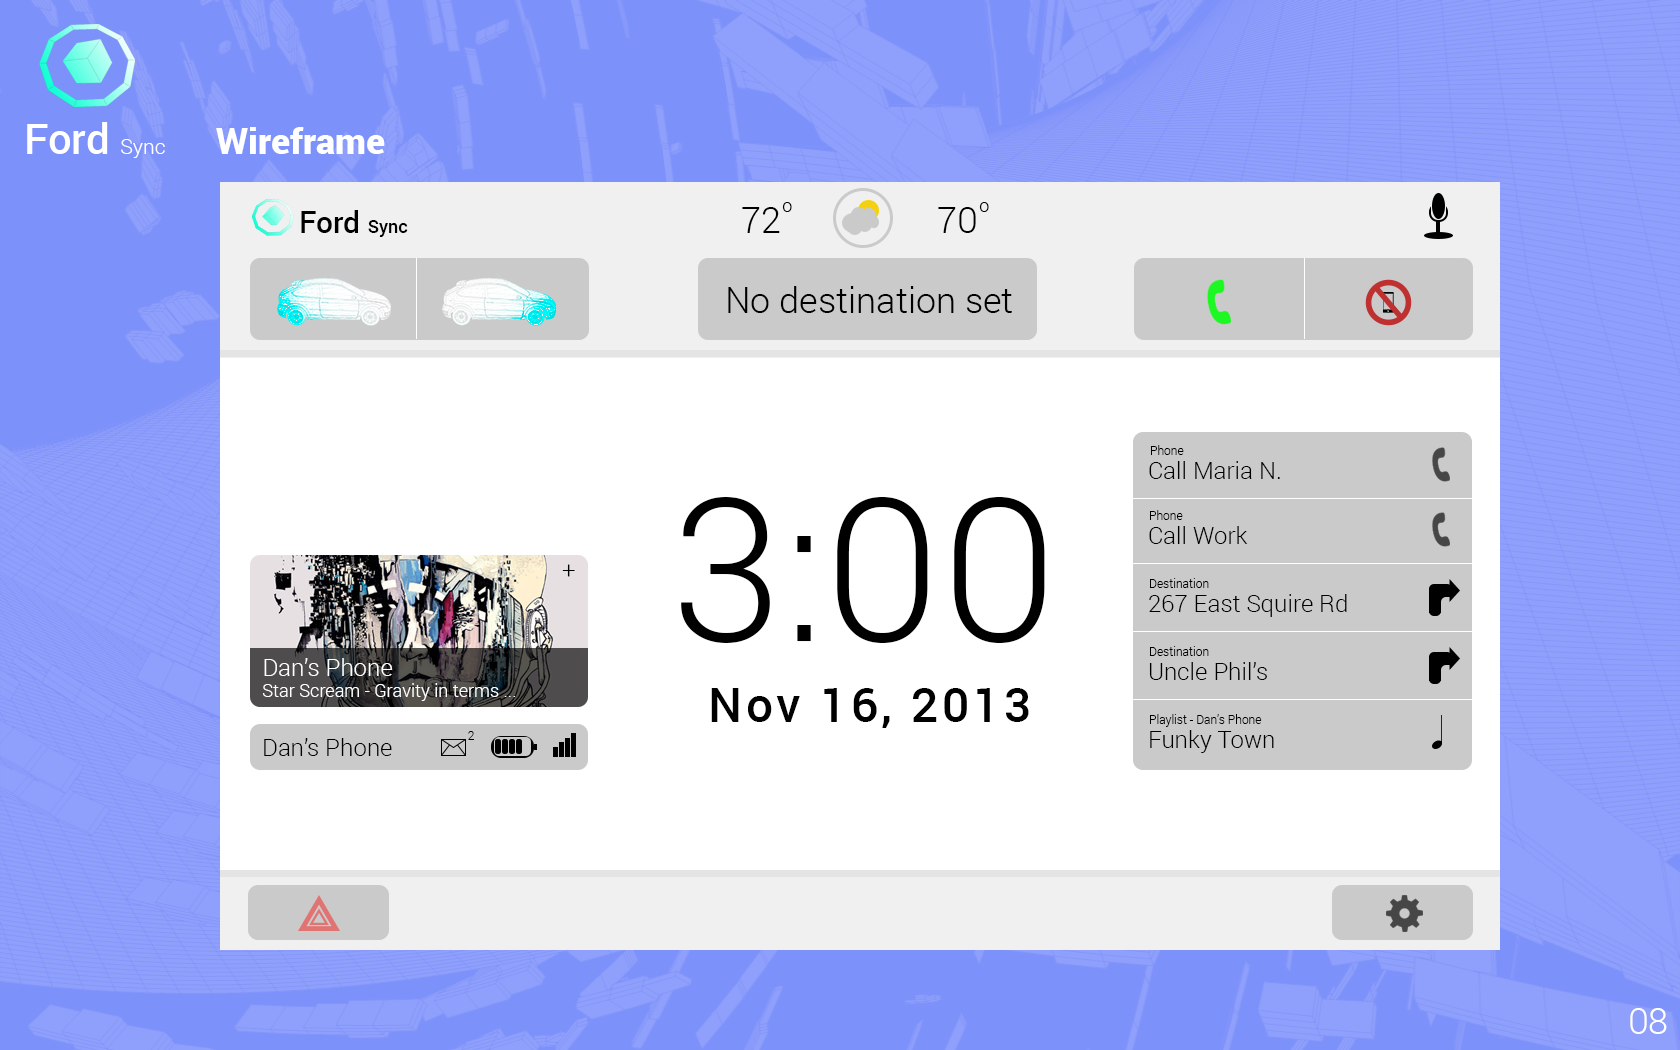 Ford Sync
Wireframe
Ford Sync
72°
70°
No destination set
Phone
Call Maria N.
Phone
Call Work
Destination
267 East Squire Rd
Destination
Uncle Phil's
Playlist - Dan's Phone
Funky Town
+
Dan's Phone
Star Scream - Gravity in terms ...
Dan's Phone 2
3:00
Nov 16, 2013
08